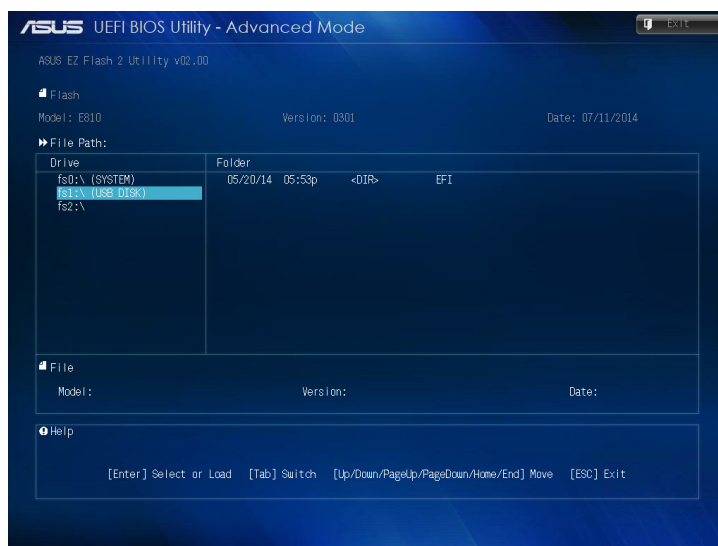 ASUS UEFI BIOS Utility - Advanced Mode
Exit
ASUS EZ Flash 2 Utility v02.00
Flash
Model: E810 Version: 0301 Date: 07/11/2014
File Path:
Drive Folder
fs0:\ (SYSTEM) 05/20/14 05:53p <DIR> EFI
fs1:\ (USB DISK)
fs2:\
File
Model: Version: Date:
Help
[Enter] Select or Load [Tab] Switch [Up/Down/PageUp/PageDown/Home/End] Move [ESC] Exit